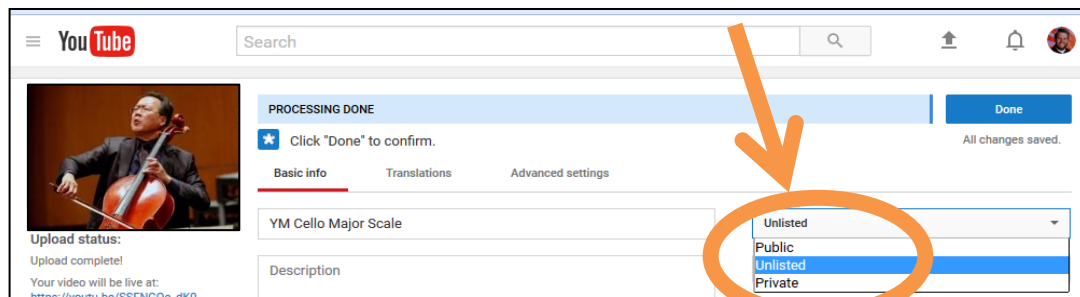 YouTube
Search
PROCESSING DONE
Done
Click "Done" to confirm.
All changes saved.
Basic info
Translations
Advanced settings
YM Cello Major Scale
Unlisted
Public
Unlisted
Private
Upload status:
Upload complete!
Description
Your video will be live at: